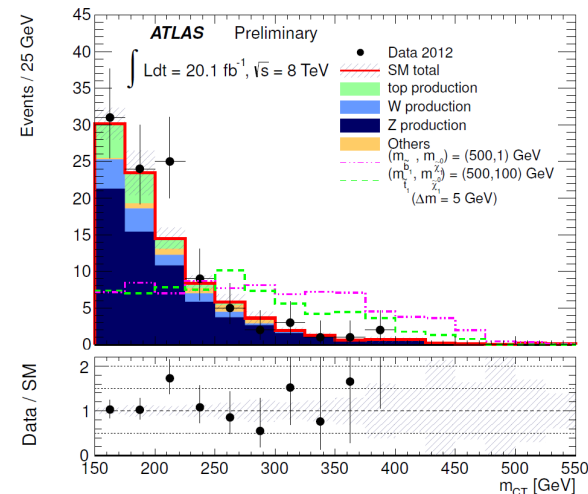 ATLAS Preliminary
∫ Ldt = 20.1 fb⁻¹, √s = 8 TeV
Data 2012
SM total
top production
W production
Z production
Others
(m_b̃₁, m_χ̃₁⁰) = (500,1) GeV
(m_t̃₁, m_χ̃₁⁰) = (500,100) GeV
(Δm = 5 GeV)
Events / 25 GeV
45
40
35
30
25
20
15
10
5
0
Data / SM
2
1
0
150 200 250 300 350 400 450 500 550
m_CT [GeV]